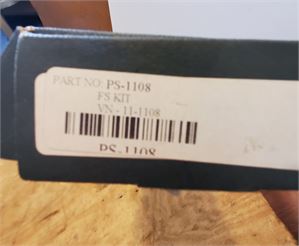 PART NO: PS-1108
FS KIT
VN - 11-1108
PS-1108